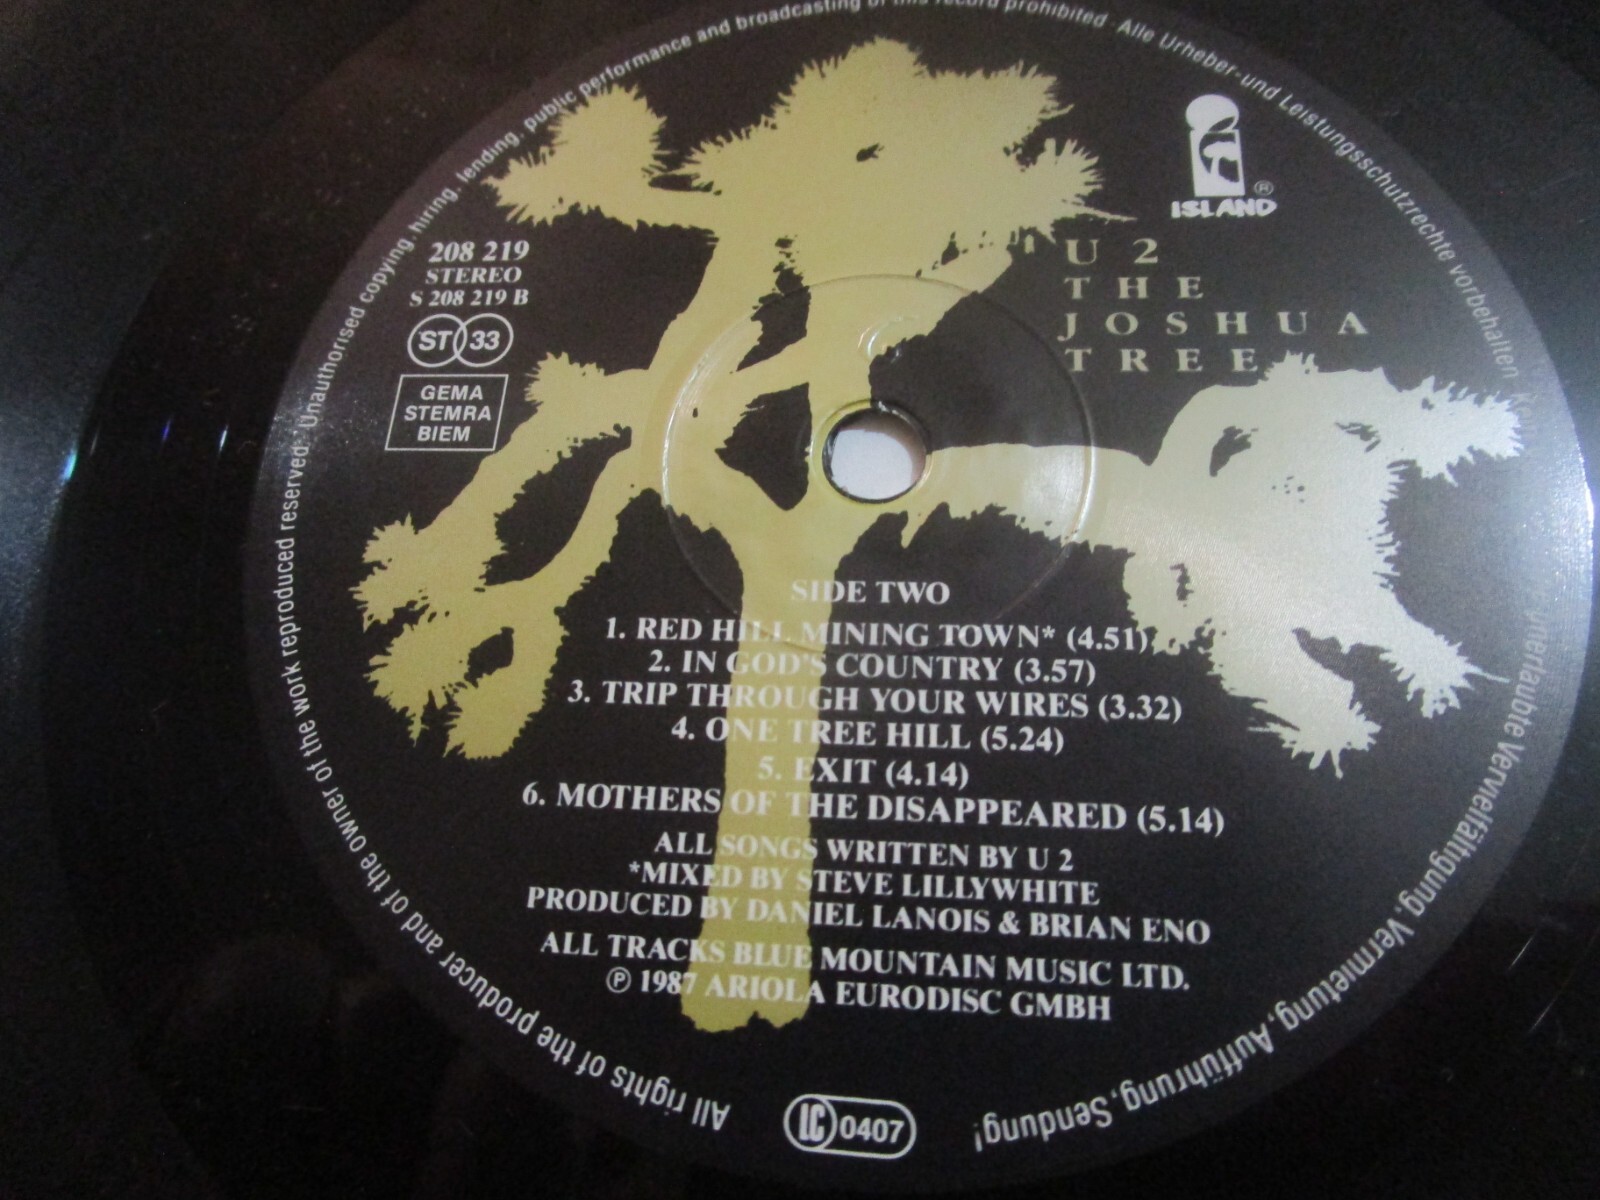 ISLAND ®
U 2
THE
JOSHUA
TREE
208 219
STEREO
S 208 219 B
ST 33
GEMA
STEMRA
BIEM
SIDE TWO
1. RED HILL MINING TOWN* (4.51)
2. IN GOD'S COUNTRY (3.57)
3. TRIP THROUGH YOUR WIRES (3.32)
4. ONE TREE HILL (5.24)
5. EXIT (4.14)
6. MOTHERS OF THE DISAPPEARED (5.14)
ALL SONGS WRITTEN BY U 2
*MIXED BY STEVE LILLYWHITE
PRODUCED BY DANIEL LANOIS & BRIAN ENO
ALL TRACKS BLUE MOUNTAIN MUSIC LTD.
℗ 1987 ARIOLA EURODISC GMBH
LC 0407
All rights of the producer and of the owner of the work reproduced reserved. Unauthorised copying, hiring, lending, public performance and broadcasting of this record prohibited · Alle Urheber- und Leistungsschutzrechte vorbehalten Vervielfältigung, Vermietung, Aufführung, Sendung!